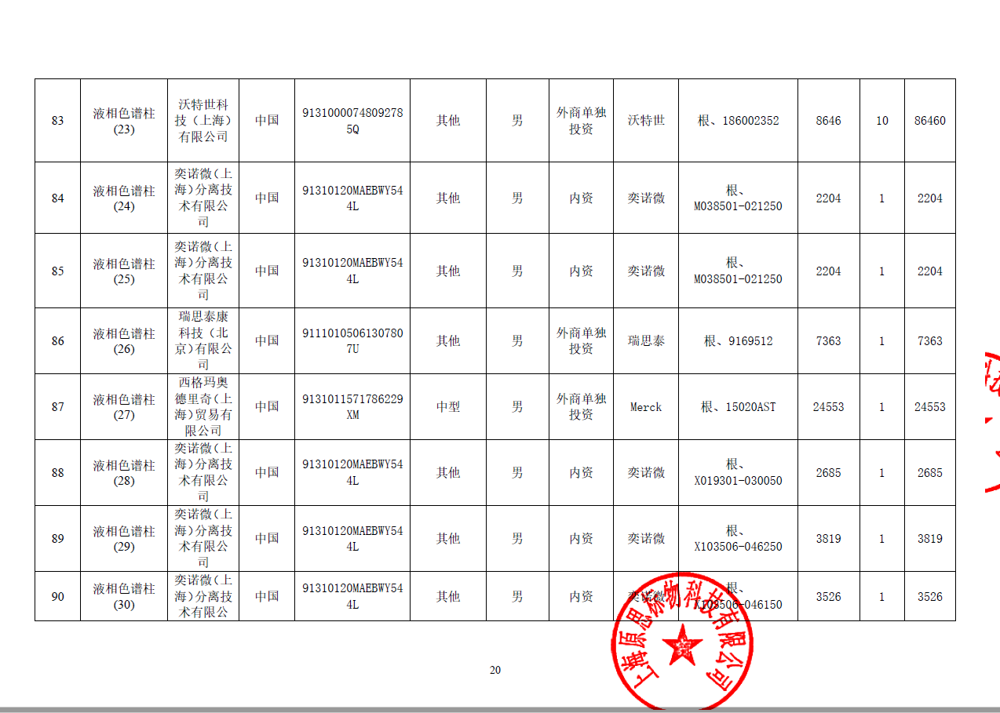 83 液相色谱柱 (23) 沃特世科技（上海）有限公司 中国 91310000748092785Q 其他 男 外商单独投资 沃特世 根、186002352 8646 10 86460
84 液相色谱柱 (24) 奕诺微（上海）分离技术有限公司 中国 91310120MAEBWY544L 其他 男 内资 奕诺微 根、M038501-021250 2204 1 2204
85 液相色谱柱 (25) 奕诺微（上海）分离技术有限公司 中国 91310120MAEBWY544L 其他 男 内资 奕诺微 根、M038501-021250 2204 1 2204
86 液相色谱柱 (26) 瑞思泰康科技（北京）有限公司 中国 91110105061307807U 其他 男 外商单独投资 瑞思泰 根、9169512 7363 1 7363
87 液相色谱柱 (27) 西格玛奥德里奇（上海）贸易有限公司 中国 9131011571786229XM 中型 男 外商单独投资 Merck 根、15020AST 24553 1 24553
88 液相色谱柱 (28) 奕诺微（上海）分离技术有限公司 中国 91310120MAEBWY544L 其他 男 内资 奕诺微 根、X019301-030050 2685 1 2685
89 液相色谱柱 (29) 奕诺微（上海）分离技术有限公司 中国 91310120MAEBWY544L 其他 男 内资 奕诺微 根、X103506-046250 3819 1 3819
90 液相色谱柱 (30) 奕诺微（上海）分离技术有限公 中国 91310120MAEBWY544L 其他 男 内资 奕诺微 根、X103506-046150 3526 1 3526
上海原思标物科技有限公司
20